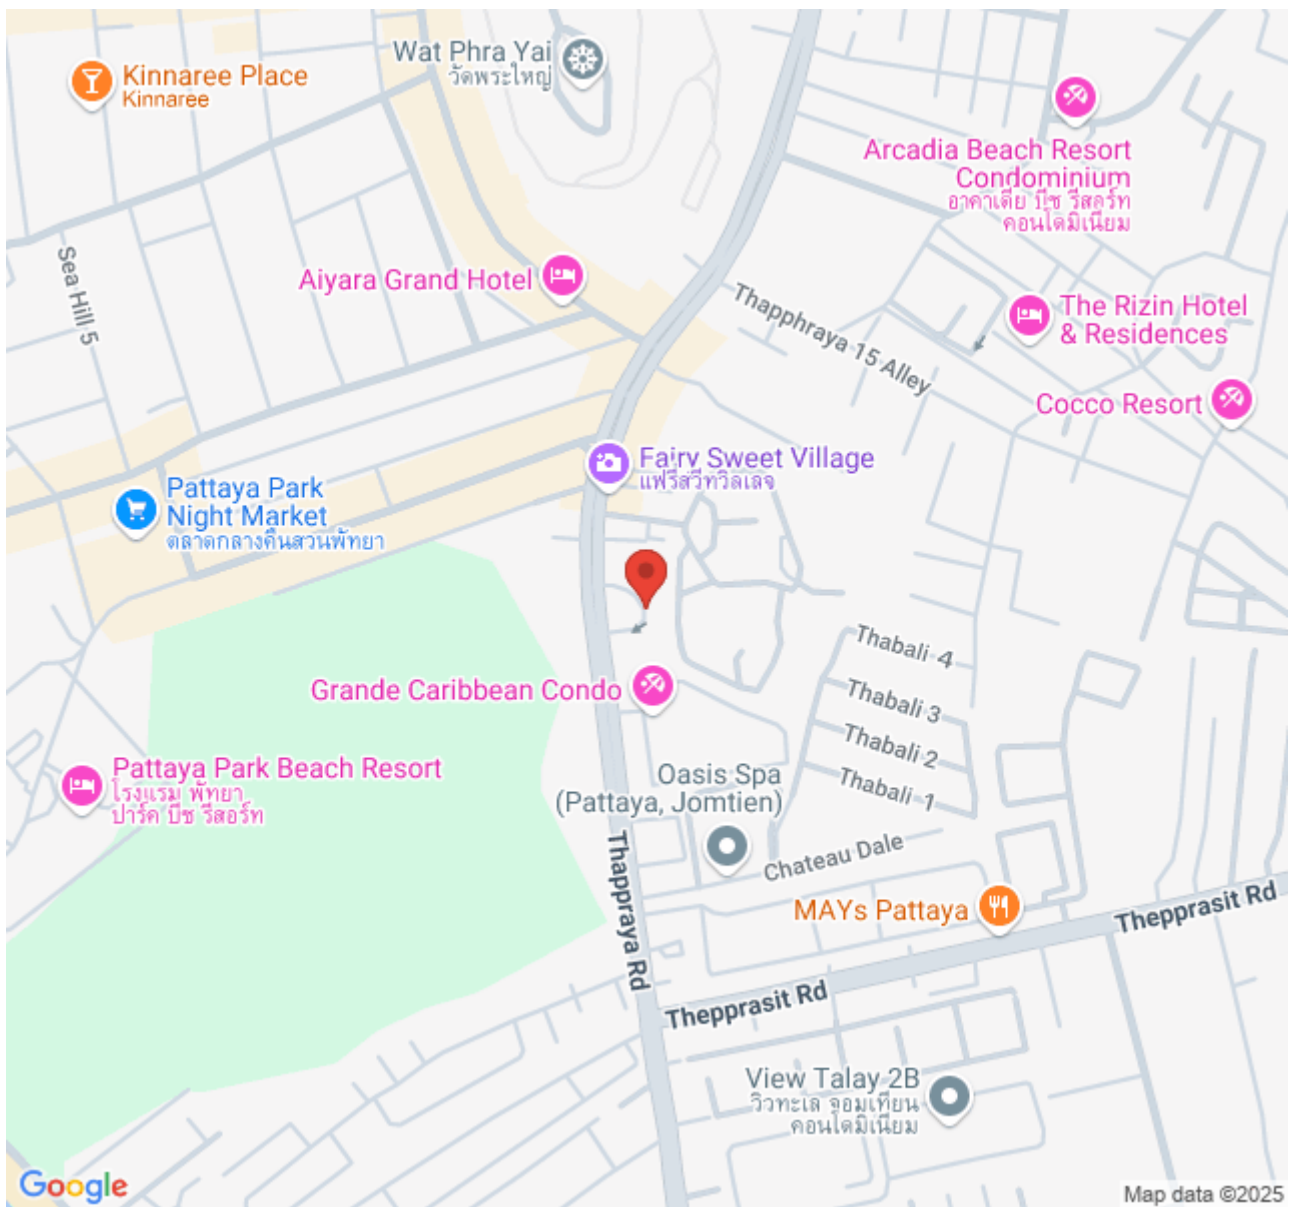 Wat Phra Yai
วัดพระใหญ่
Kinnaree Place
Kinnaree
Arcadia Beach Resort
Condominium
อาคาเดีย บีช รีสอร์ท
คอนโดมิเนียม
Sea Hill 5
Aiyara Grand Hotel
Thapphraya 15 Alley
The Rizin Hotel
& Residences
Cocco Resort
Fairy Sweet Village
แฟรี่สวีทวิลเลจ
Pattaya Park
Night Market
ตลาดกลางคืนสวนพัทยา
Thabali 4
Grande Caribbean Condo
Thabali 3
Thabali 2
Thabali 1
Pattaya Park Beach Resort
โรงแรม พัทยา
ปาร์ค บีช รีสอร์ท
Oasis Spa
(Pattaya, Jomtien)
Chateau Dale
Thappraya Rd
MAYs Pattaya
Thepprasit Rd
Thepprasit Rd
View Talay 2B
วิวทะเล จอมเทียน
คอนโดมิเนียม
Google
Map data ©2025